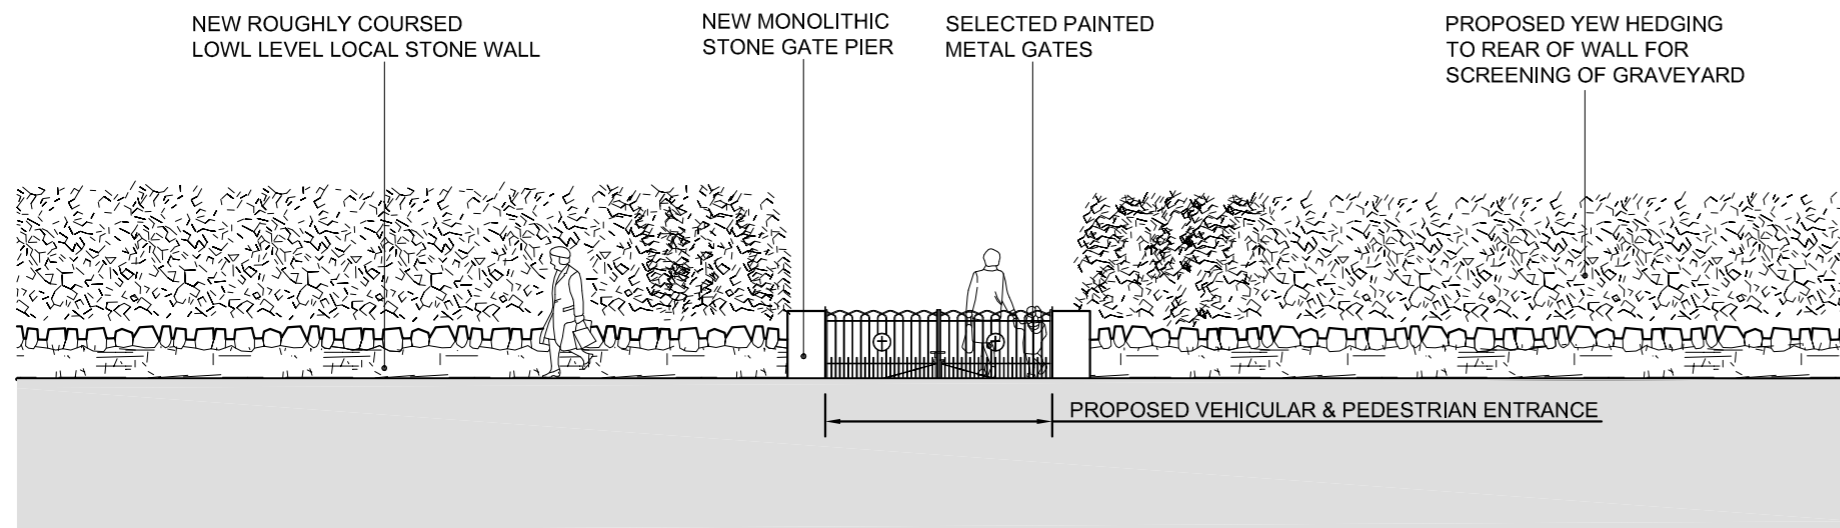 NEW ROUGHLY COURSED
LOWL LEVEL LOCAL STONE WALL
NEW MONOLITHIC
STONE GATE PIER
SELECTED PAINTED
METAL GATES
PROPOSED YEW HEDGING
TO REAR OF WALL FOR
SCREENING OF GRAVEYARD
PROPOSED VEHICULAR & PEDESTRIAN ENTRANCE